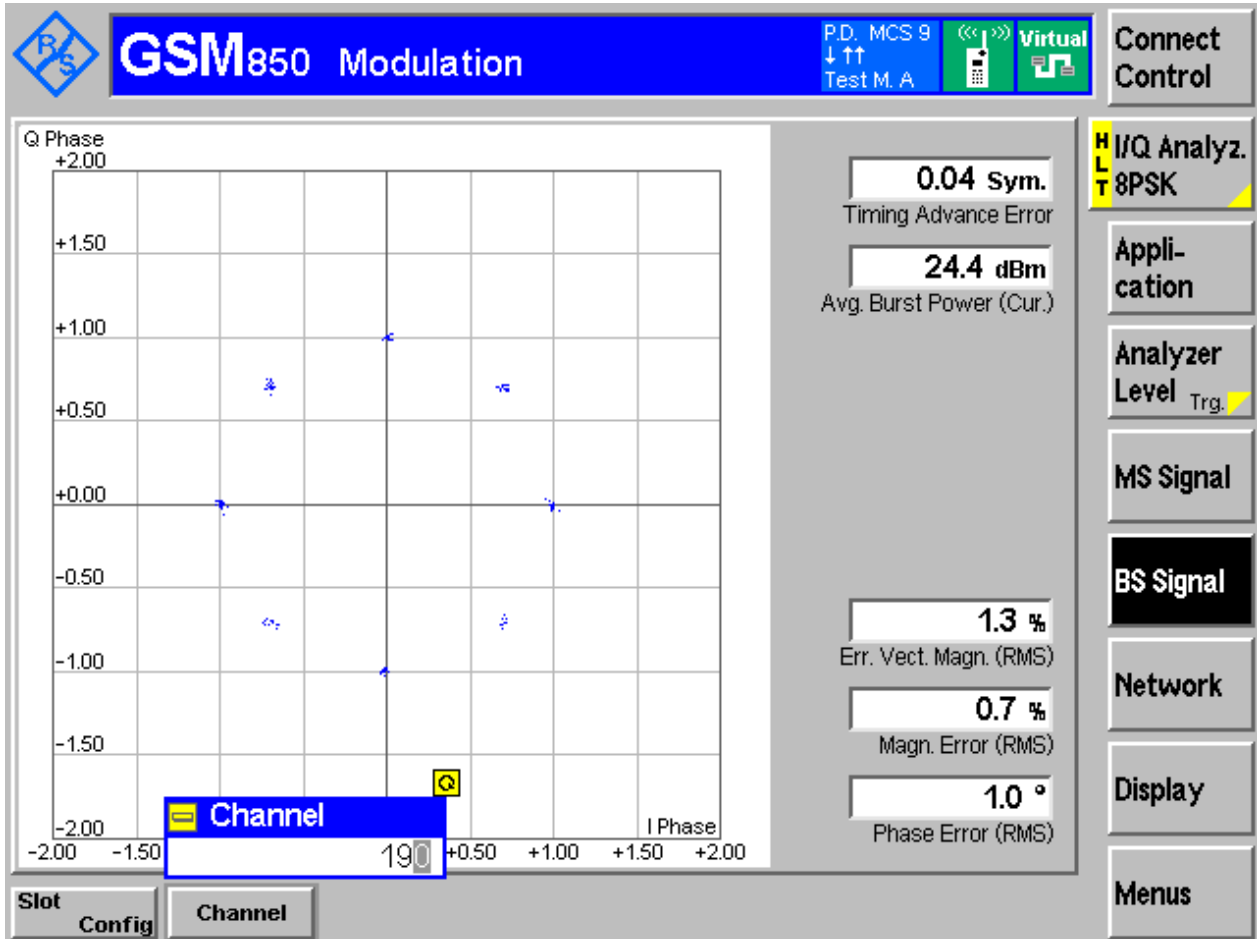 R/S
GSM850 Modulation
P.D. MCS 9
↓ ↑↑
Test M. A
Virtual
Connect
Control
Q Phase
+2.00
+1.50
+1.00
+0.50
+0.00
-0.50
-1.00
-1.50
-2.00
I Phase
-2.00 -1.50 +0.50 +1.00 +1.50 +2.00
Q
Channel
190
0.04 Sym.
Timing Advance Error
24.4 dBm
Avg. Burst Power (Cur.)
1.3 %
Err. Vect. Magn. (RMS)
0.7 %
Magn. Error (RMS)
1.0 °
Phase Error (RMS)
HLT
I/Q Analyz.
8PSK
Appli-
cation
Analyzer
Level Trg.
MS Signal
BS Signal
Network
Display
Menus
Slot
Config
Channel